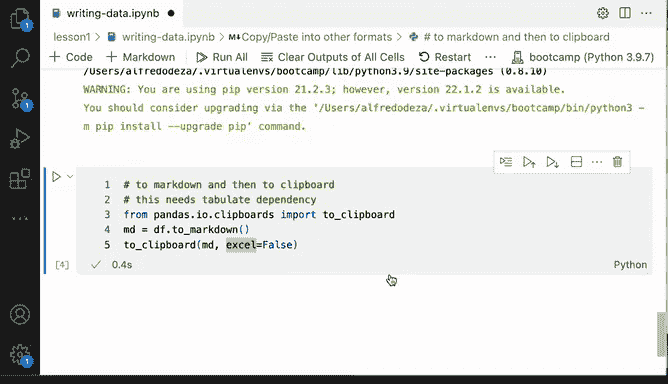 writing-data.ipynb
lesson1 > writing-data.ipynb > M↓Copy/Paste into other formats > # to markdown and then to clipboard
+ Code + Markdown Run All Clear Outputs of All Cells Restart ... bootcamp (Python 3.9.7)
/Users/alfredodeza/.virtualenvs/bootcamp/lib/python3.9/site-packages (0.8.10)
WARNING: You are using pip version 21.2.3; however, version 22.1.2 is available.
You should consider upgrading via the '/Users/alfredodeza/.virtualenvs/bootcamp/bin/python3 -
m pip install --upgrade pip' command.
1 # to markdown and then to clipboard
2 # this needs tabulate dependency
3 from pandas.io.clipboards import to_clipboard
4 md = df.to_markdown()
5 to_clipboard(md, excel=False)
[4] 0.4s Python
1
1
1